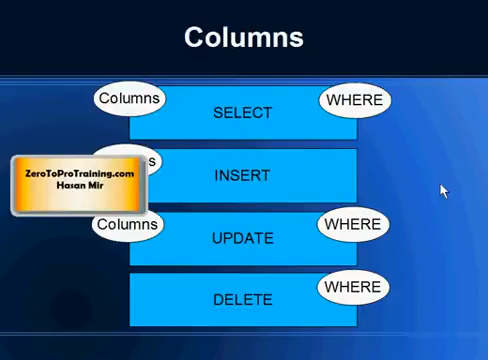 Columns
Columns
WHERE
SELECT
s
ZeroToProTraining.com
Hasan Mir
INSERT
Columns
WHERE
UPDATE
WHERE
DELETE